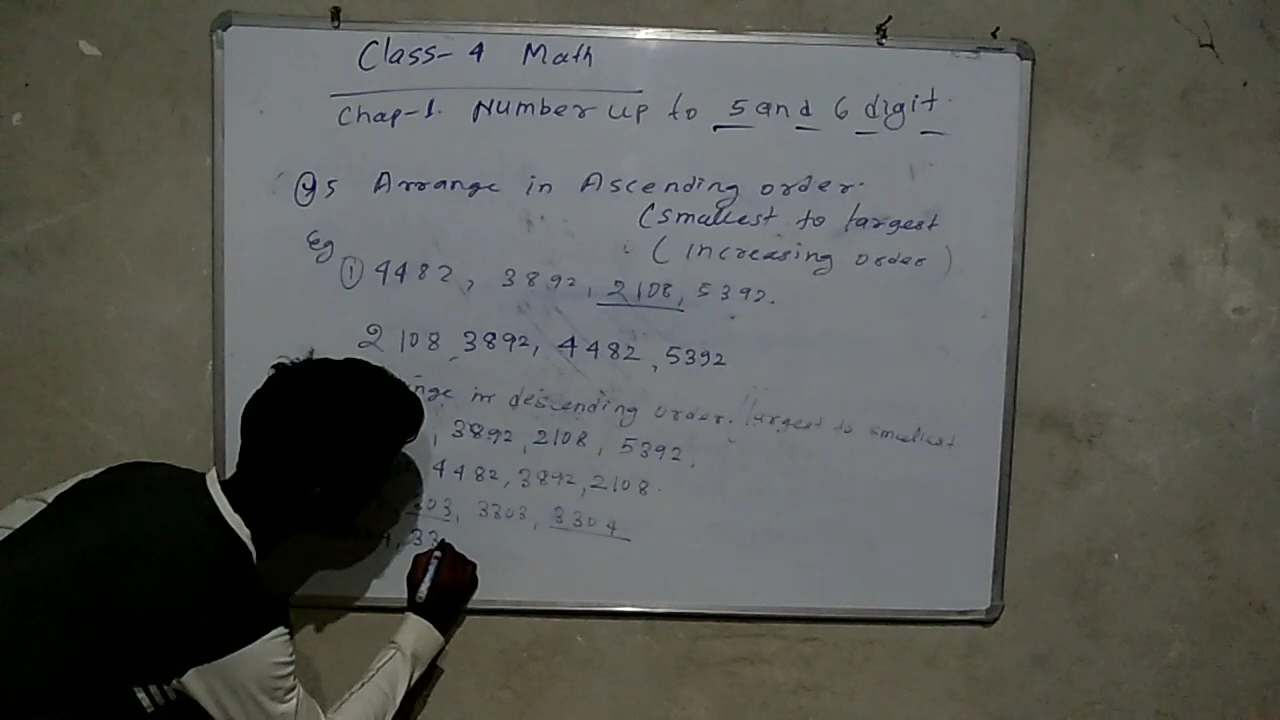 Class-4 Math
Chap-1. Number up to 5 and 6 digit
Q5 Arrange in Ascending order.
(smallest to largest
Eg (Increasing order)
① 4482, 3892, 2108, 5392.
2108, 3892, 4482, 5392
nge in descending order. largest to smallest
, 3892, 2108, 5392.
4482, 3892, 2108.
303, 3303, 3304
, 33